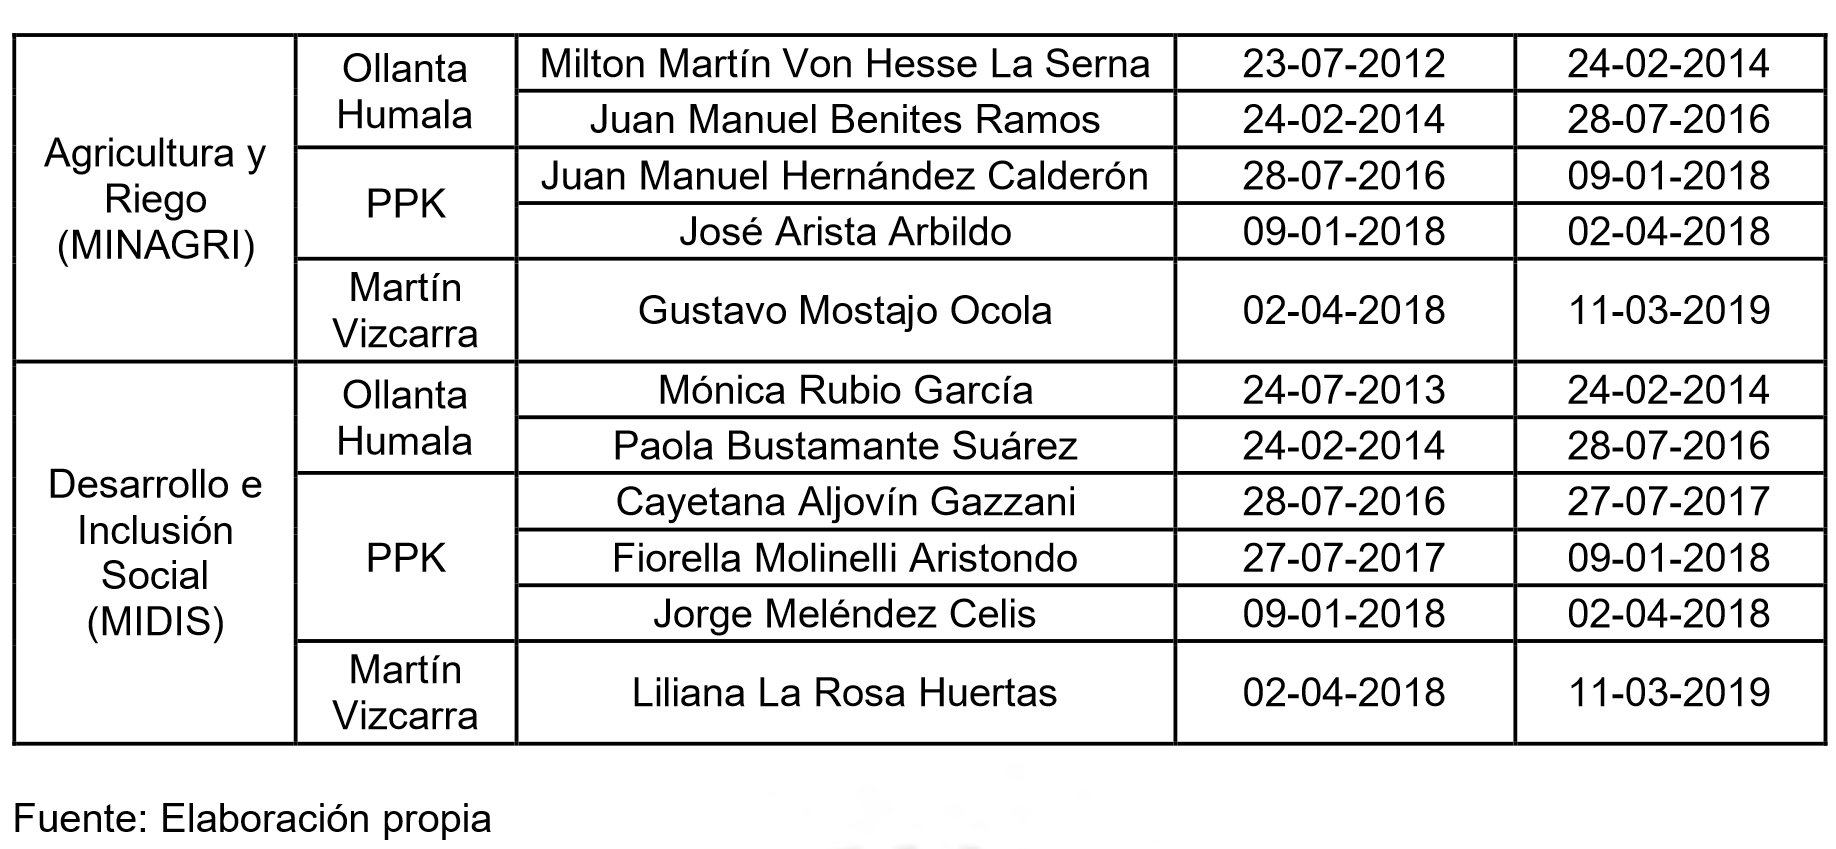 Agricultura y
Riego
(MINAGRI)
Ollanta
Humala
Milton Martín Von Hesse La Serna 23-07-2012 24-02-2014
Juan Manuel Benites Ramos 24-02-2014 28-07-2016
PPK
Juan Manuel Hernández Calderón 28-07-2016 09-01-2018
José Arista Arbildo 09-01-2018 02-04-2018
Martín
Vizcarra
Gustavo Mostajo Ocola 02-04-2018 11-03-2019
Desarrollo e
Inclusión
Social
(MIDIS)
Ollanta
Humala
Mónica Rubio García 24-07-2013 24-02-2014
Paola Bustamante Suárez 24-02-2014 28-07-2016
PPK
Cayetana Aljovín Gazzani 28-07-2016 27-07-2017
Fiorella Molinelli Aristondo 27-07-2017 09-01-2018
Jorge Meléndez Celis 09-01-2018 02-04-2018
Martín
Vizcarra
Liliana La Rosa Huertas 02-04-2018 11-03-2019
Fuente: Elaboración propia